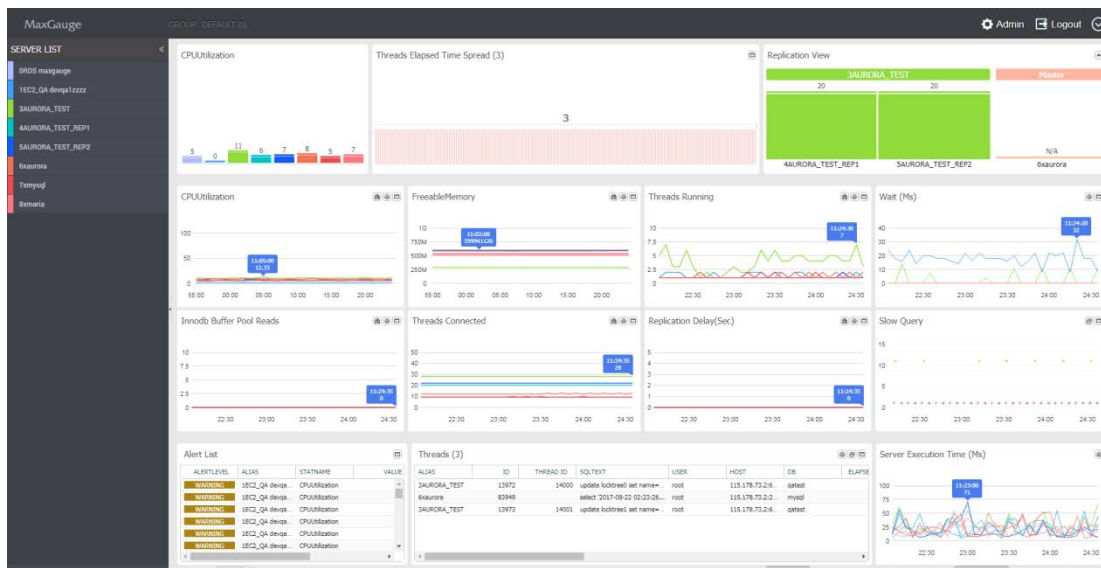 MaxGauge
GROUP : DEFAULT (8)
Admin
Logout
SERVER LIST
0RDS maxgauge
1EC2_QA devqa1zzzz
3AURORA_TEST
4AURORA_TEST_REP1
5AURORA_TEST_REP2
6xaurora
7xmysql
8xmaria
CPUUtilization
5 0 11 6 7 8 5 7
Threads Elapsed Time Spread (3)
3
Replication View
3AURORA_TEST
Master
20 20
N/A
4AURORA_TEST_REP1 5AURORA_TEST_REP2 6xaurora
CPUUtilization
100
50
0
11:05:00
12.33
55:00 00:00 05:00 10:00 15:00 20:00
FreeableMemory
1G
750M
500M
250M
0
11:02:00
599941120
55:00 00:00 05:00 10:00 15:00 20:00
Threads Running
10
7.5
5
2.5
0
11:24:30
7
22:30 23:00 23:30 24:00 24:30
Wait (Ms)
40
30
20
10
0
11:24:20
32
22:30 23:00 23:30 24:00 24:30
Innodb Buffer Pool Reads
10
7.5
5
2.5
0
11:24:35
0
22:30 23:00 23:30 24:00 24:30
Threads Connected
50
40
30
20
10
0
11:24:35
28
22:30 23:00 23:30 24:00 24:30
Replication Delay(Sec)
5
4
3
2
1
0
11:24:35
0
22:30 23:00 23:30 24:00 24:30
Slow Query
15
10
5
0
22:30 23:00 23:30 24:00 24:30
Alert List
ALERTLEVEL ALIAS STATNAME VALUE
WARNING 1EC2_QA devqa... CPUUtilization
WARNING 1EC2_QA devqa... CPUUtilization
WARNING 1EC2_QA devqa... CPUUtilization
WARNING 1EC2_QA devqa... CPUUtilization
WARNING 1EC2_QA devqa... CPUUtilization
WARNING 1EC2_QA devqa... CPUUtilization
Threads (3)
ALIAS ID THREAD ID SQLTEXT USER HOST DB ELAPSE
3AURORA_TEST 13972 14000 update locktree0 set name=... root 115.178.73.2:6... qatest
6xaurora 83949 select '2017-08-22 02:23:26... root 115.178.73.2:2... mysql
3AURORA_TEST 13973 14001 update locktree1 set name=... root 115.178.73.2:6... qatest
Server Execution Time (Ms)
100
75
50
25
0
11:23:00
71
22:30 23:00 23:30 24:00 24:30